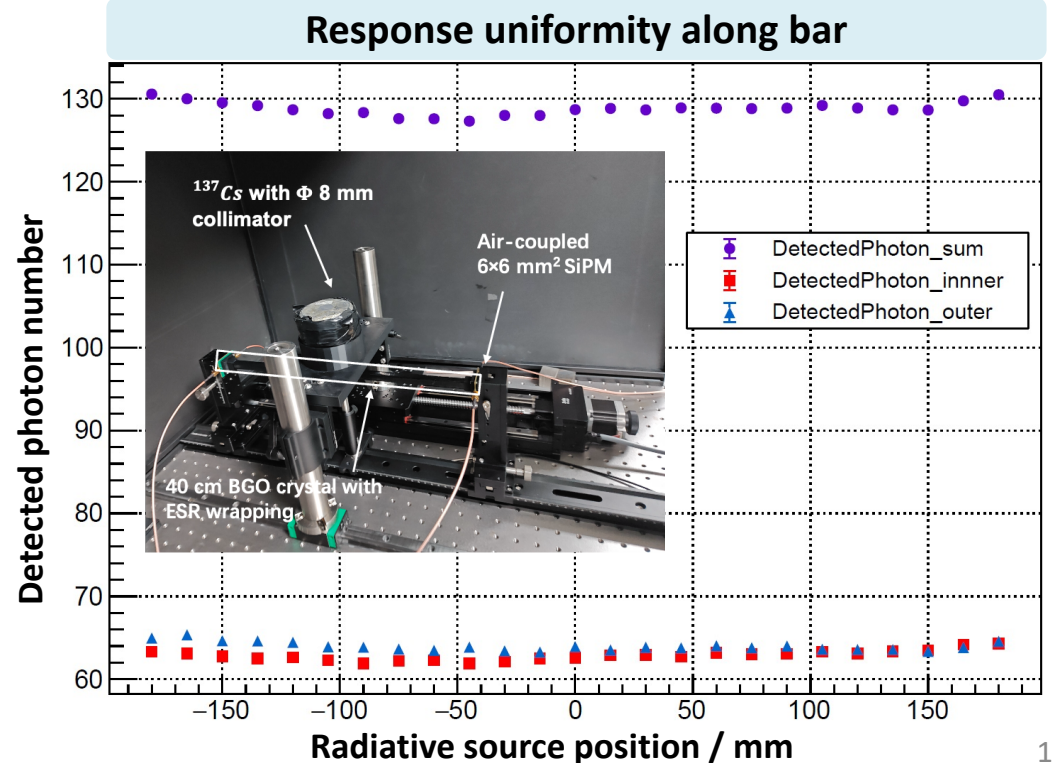 Response uniformity along bar
Detected photon number
130
120
110
100
90
80
70
60
¹³⁷Cs with Φ 8 mm
collimator
Air-coupled
6×6 mm² SiPM
40 cm BGO crystal with
ESR wrapping
DetectedPhoton_sum
DetectedPhoton_innner
DetectedPhoton_outer
−150 −100 −50 0 50 100 150
Radiative source position / mm
1